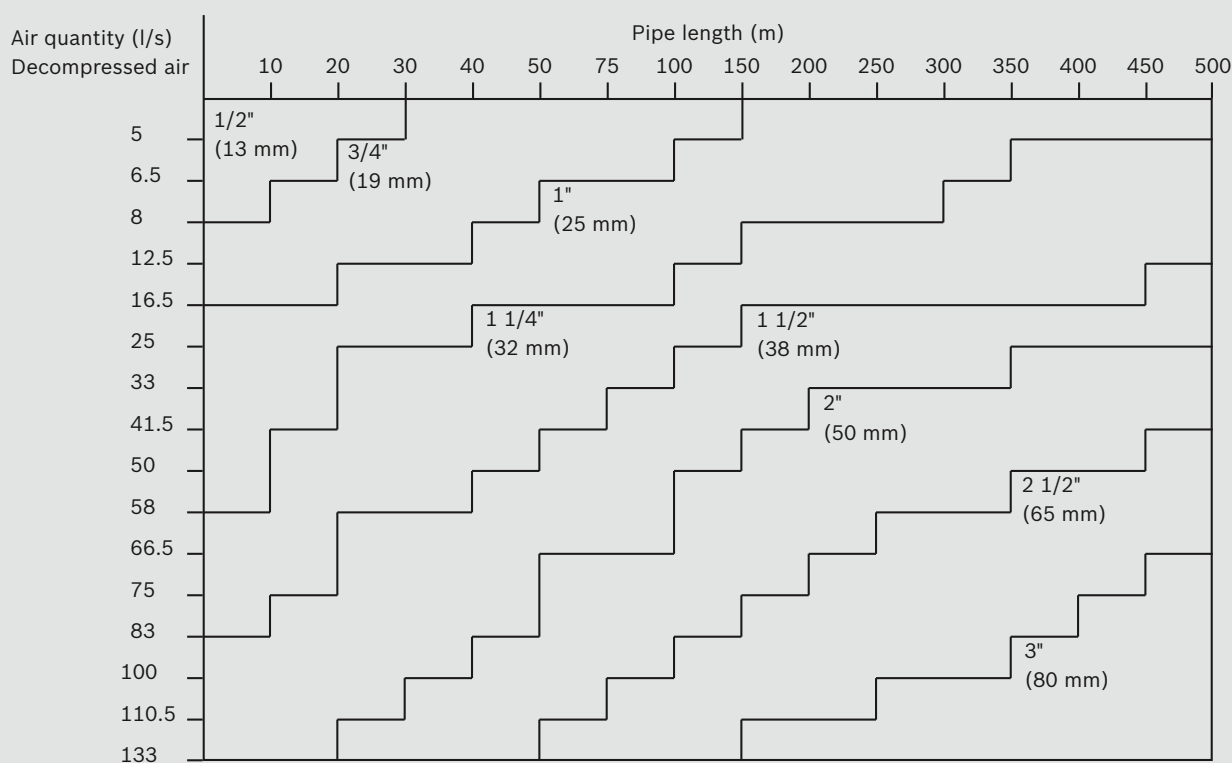 Air quantity (l/s)
Decompressed air
Pipe length (m)
10 20 30 40 50 75 100 150 200 250 300 350 400 450 500
1/2"
(13 mm)
5
3/4"
(19 mm)
6.5
1"
(25 mm)
8
12.5
16.5
1 1/4"
(32 mm)
1 1/2"
(38 mm)
25
33
2"
(50 mm)
41.5
50
2 1/2"
(65 mm)
58
66.5
75
83
3"
(80 mm)
100
110.5
133